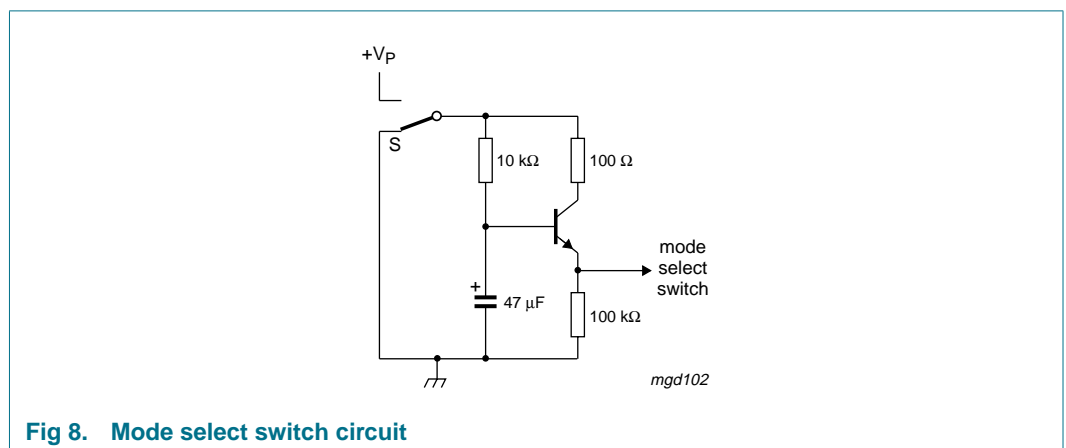 +VP
S
10 kΩ
100 Ω
mode
select
switch
+
47 μF
100 kΩ
mgd102
Fig 8. Mode select switch circuit